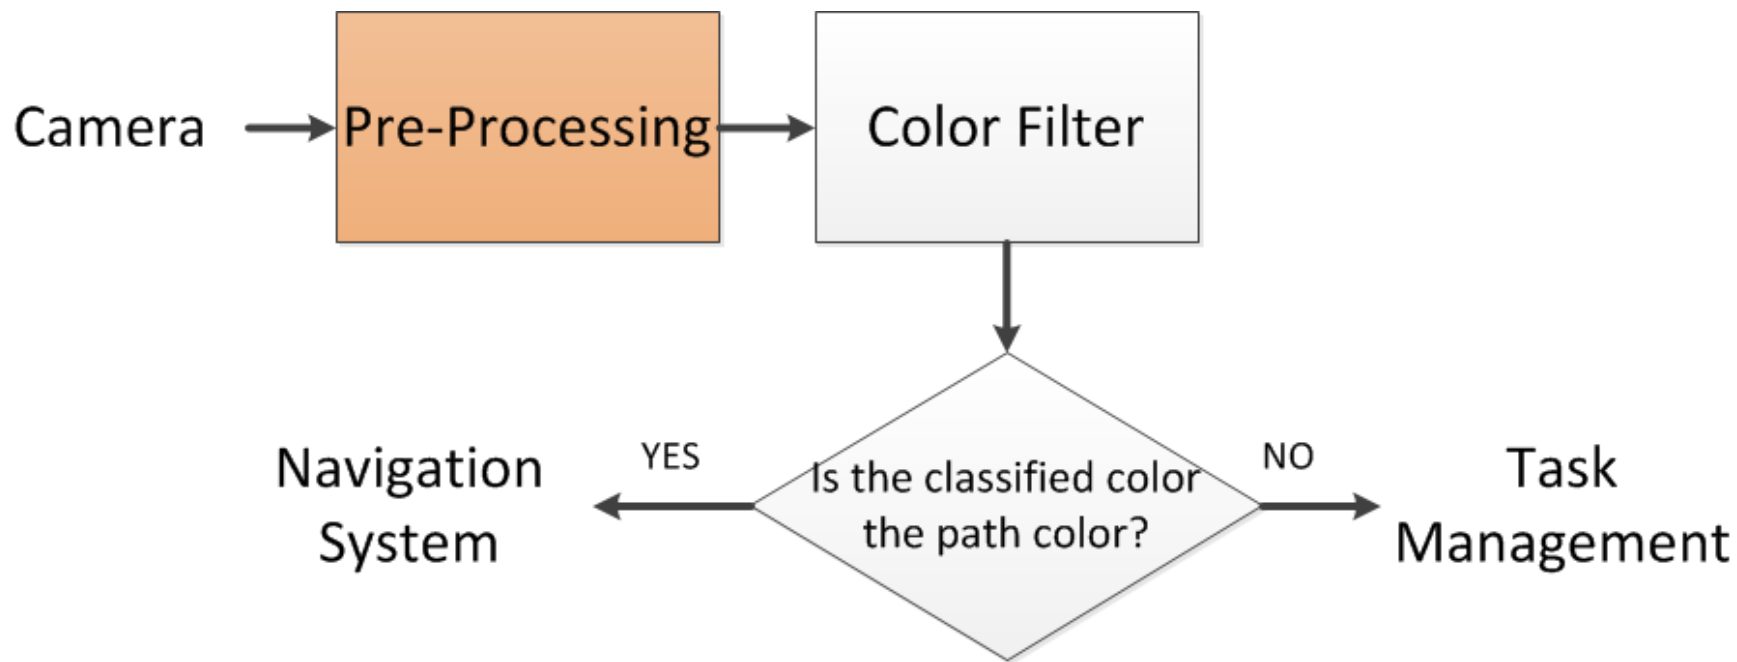 Camera
Pre-Processing
Color Filter
Is the classified color
the path color?
YES
Navigation
System
NO
Task
Management